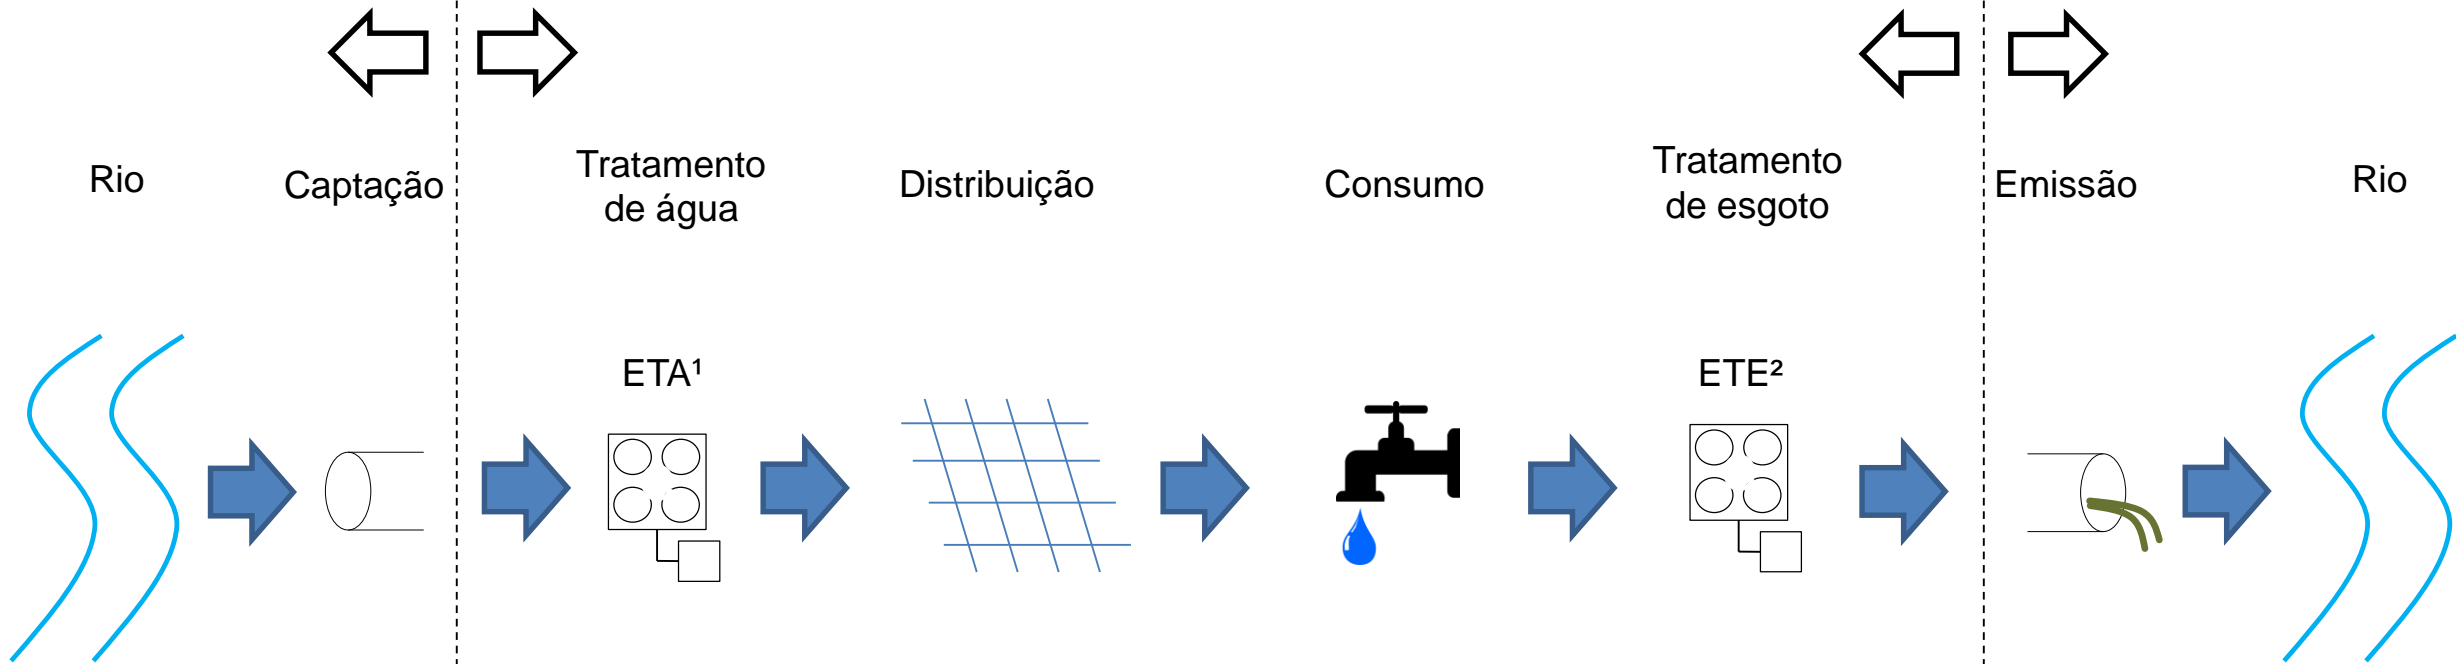 Rio
Captação
Tratamento
de água
Distribuição
Consumo
Tratamento
de esgoto
Emissão
Rio
ETA¹
ETE²